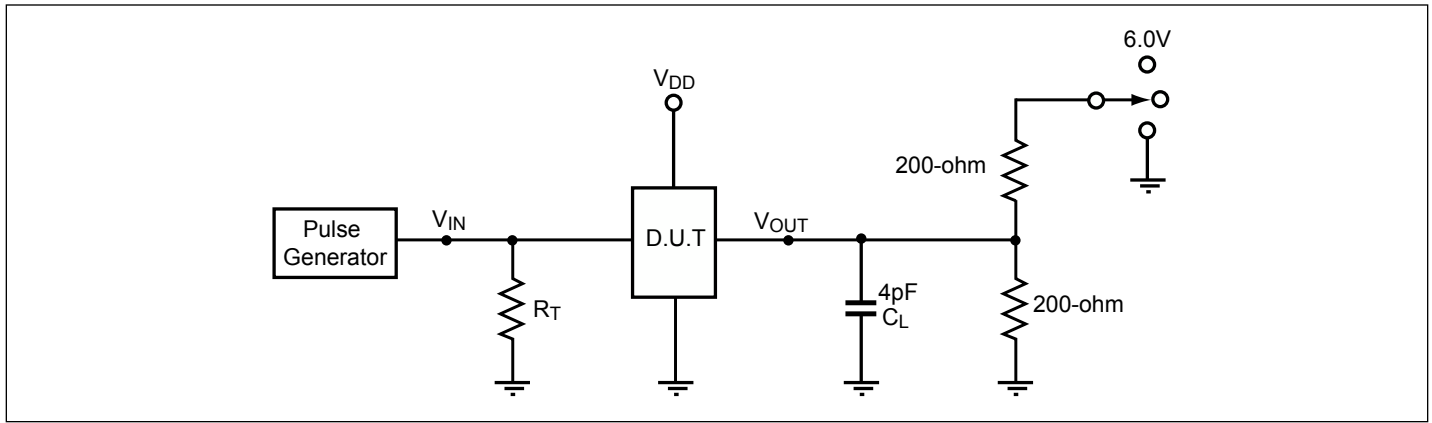 6.0V
VDD
200-ohm
Pulse
Generator
VIN
D.U.T
VOUT
RT
4pF
CL
200-ohm